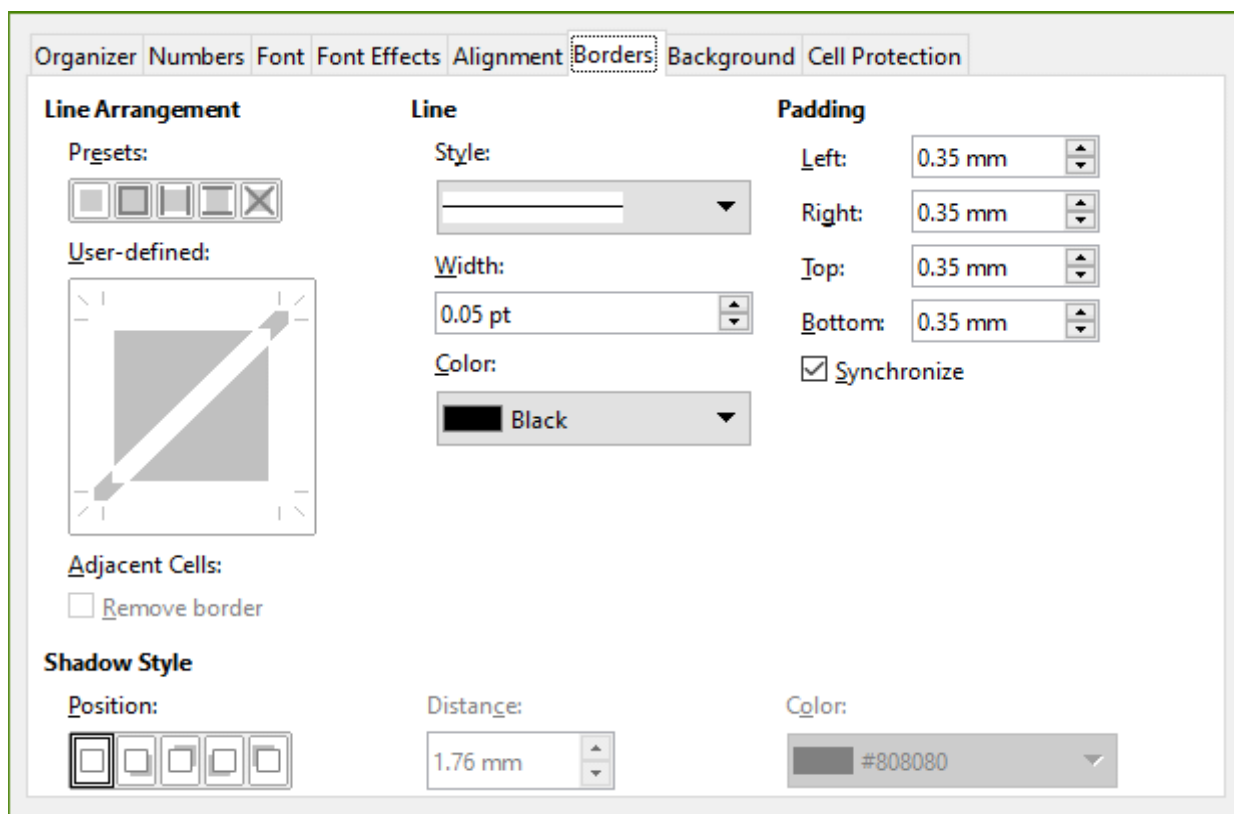 Organizer Numbers Font Font Effects Alignment Borders Background Cell Protection
Line Arrangement
Presets:
User-defined:
Adjacent Cells:
Remove border
Line
Style:
Width:
0.05 pt
Color:
Black
Padding
Left: 0.35 mm
Right: 0.35 mm
Top: 0.35 mm
Bottom: 0.35 mm
Synchronize
Shadow Style
Position:
Distance:
1.76 mm
Color:
#808080